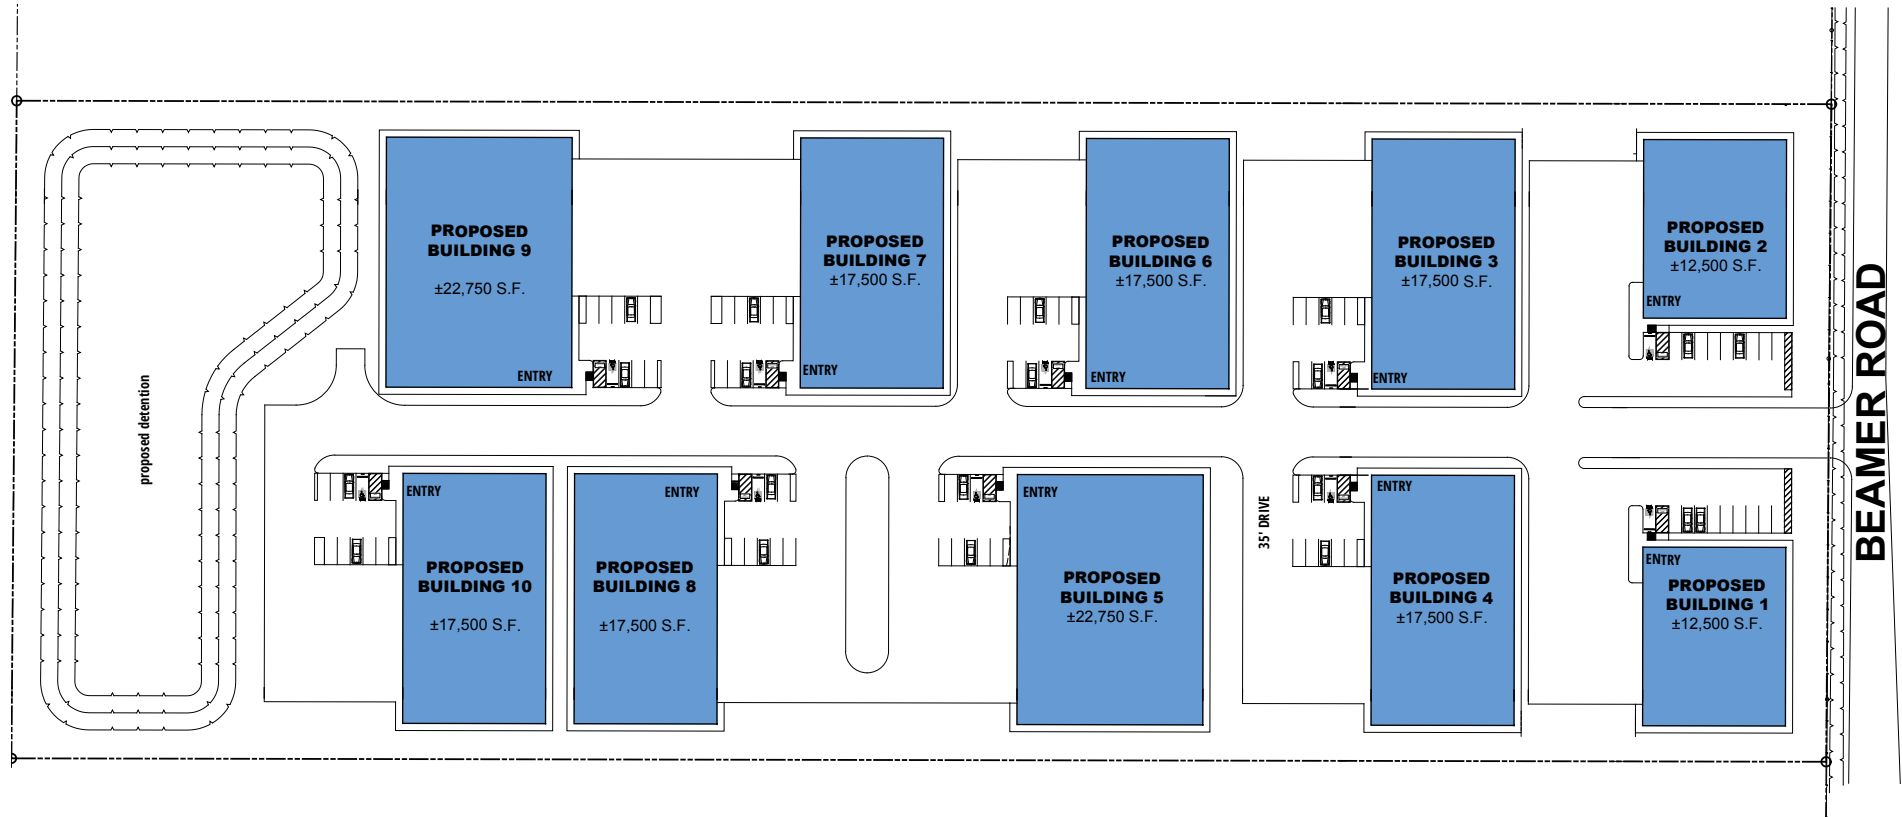 PROPOSED
BUILDING 9
±22,750 S.F.
ENTRY
PROPOSED
BUILDING 7
±17,500 S.F.
ENTRY
PROPOSED
BUILDING 6
±17,500 S.F.
ENTRY
PROPOSED
BUILDING 3
±17,500 S.F.
ENTRY
PROPOSED
BUILDING 2
±12,500 S.F.
ENTRY
BEAMER ROAD
proposed detention
ENTRY
PROPOSED
BUILDING 10
±17,500 S.F.
ENTRY
PROPOSED
BUILDING 8
±17,500 S.F.
ENTRY
PROPOSED
BUILDING 5
±22,750 S.F.
35' DRIVE
ENTRY
PROPOSED
BUILDING 4
±17,500 S.F.
ENTRY
PROPOSED
BUILDING 1
±12,500 S.F.